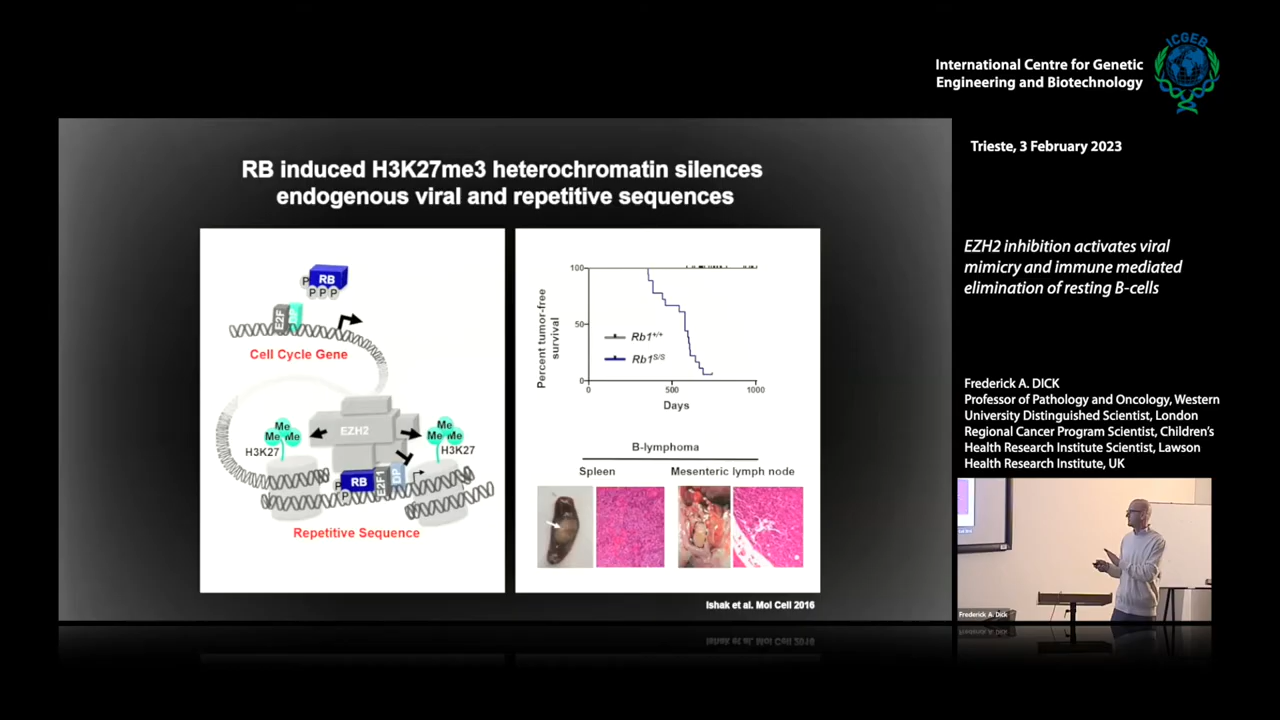 International Centre for Genetic
Engineering and Biotechnology
ICGEB
Trieste, 3 February 2023
RB induced H3K27me3 heterochromatin silences
endogenous viral and repetitive sequences
P
RB
P P P
E2F
DP
Cell Cycle Gene
Me
Me Me
H3K27
EZH2
Me
Me Me
H3K27
P
P
RB
E2F1
DP
Repetitive Sequence
Percent tumor-free
survival
100
50
0
Rb1+/+
Rb1S/S
0
500
1000
Days
B-lymphoma
Spleen
Mesenteric lymph node
Ishak et al. Mol Cell 2016
EZH2 inhibition activates viral
mimicry and immune mediated
elimination of resting B-cells
Frederick A. DICK
Professor of Pathology and Oncology, Western
University Distinguished Scientist, London
Regional Cancer Program Scientist, Children's
Health Research Institute Scientist, Lawson
Health Research Institute, UK
Frederick A. Dick